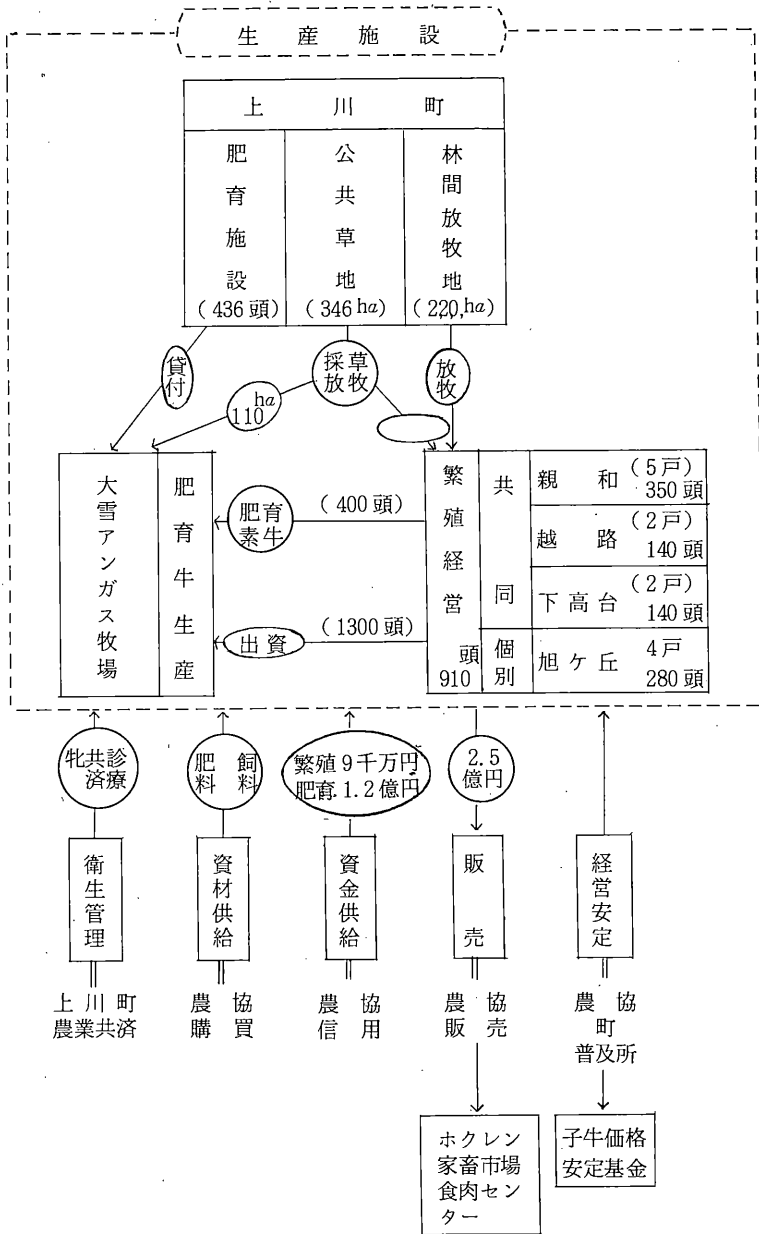 生産施設
上川町
肥育施設
(436頭)
公共草地
(346ha)
林間放牧地
(220,ha)
貸付
110ha
採草
放牧
放牧
大雪アンガス牧場
肥育牛生産
肥育
素牛
(400頭)
出資
(1300頭)
繁殖経営
910頭
共同
個別
親和
(5戸)
350頭
越路
(2戸)
140頭
下高台
(2戸)
140頭
旭ケ丘
4戸
280頭
牝共診
済療
肥飼
料料
繁殖9千万円
肥育.1.2億円
2.5
億円
衛生管理
資材供給
資金供給
販売
経営安定
上川町
農業共済
農協
購買
農協
信用
農協
販売
農協
町
普及所
ホクレン
家畜市場
食肉セン
ター
子牛価格
安定基金